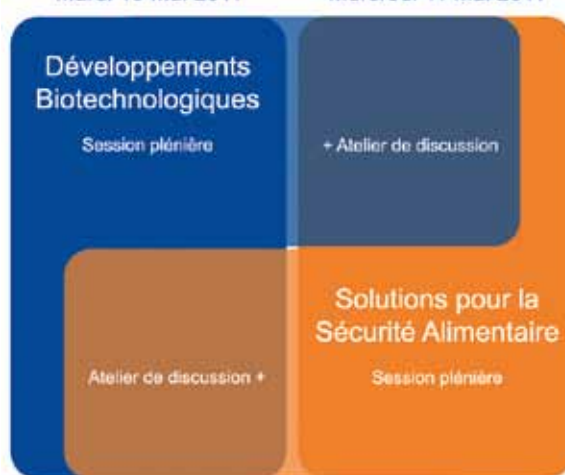 Développements
Biotechnologiques
Session plénière
+ Atelier de discussion
Solutions pour la
Sécurité Alimentaire
Atelier de discussion +
Session plénière